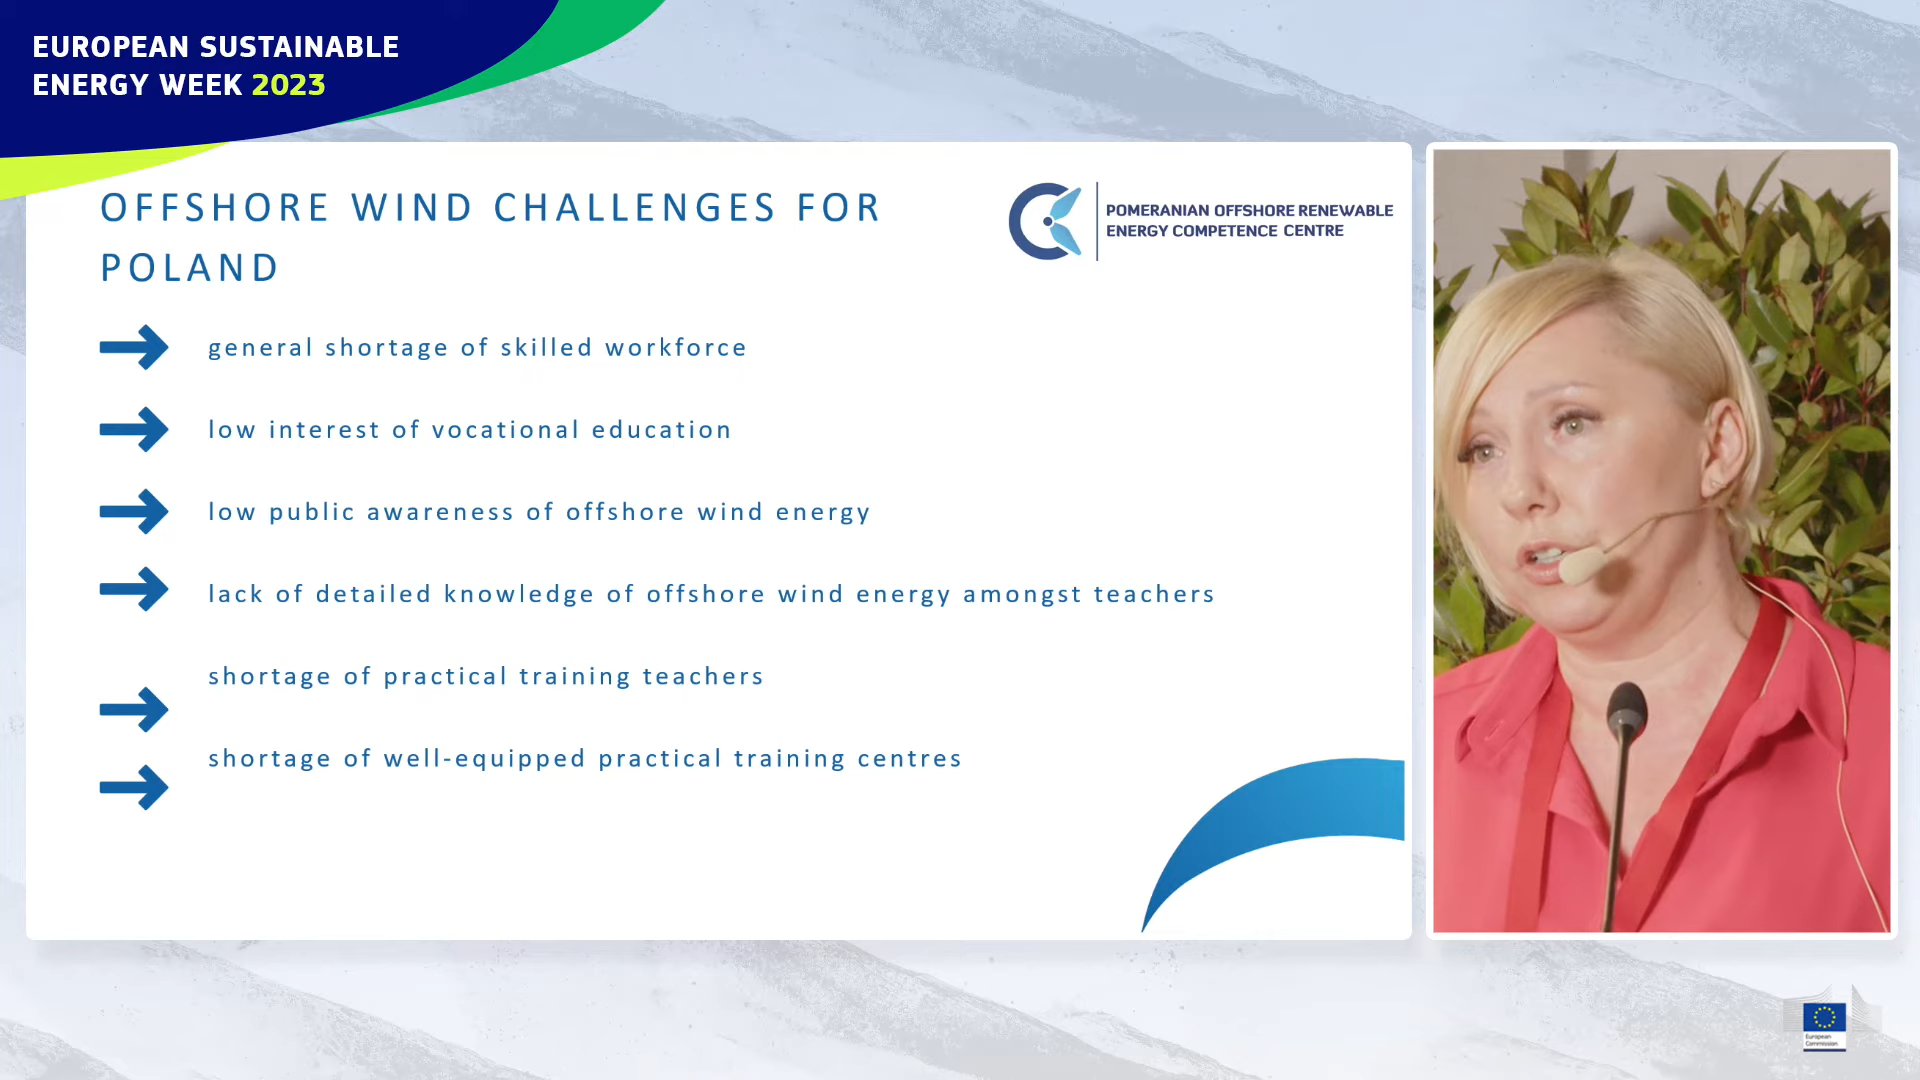 EUROPEAN SUSTAINABLE
ENERGY WEEK 2023
OFFSHORE WIND CHALLENGES FOR
POLAND
POMERANIAN OFFSHORE RENEWABLE
ENERGY COMPETENCE CENTRE
general shortage of skilled workforce
low interest of vocational education
low public awareness of offshore wind energy
lack of detailed knowledge of offshore wind energy amongst teachers
shortage of practical training teachers
shortage of well-equipped practical training centres
European
Commission